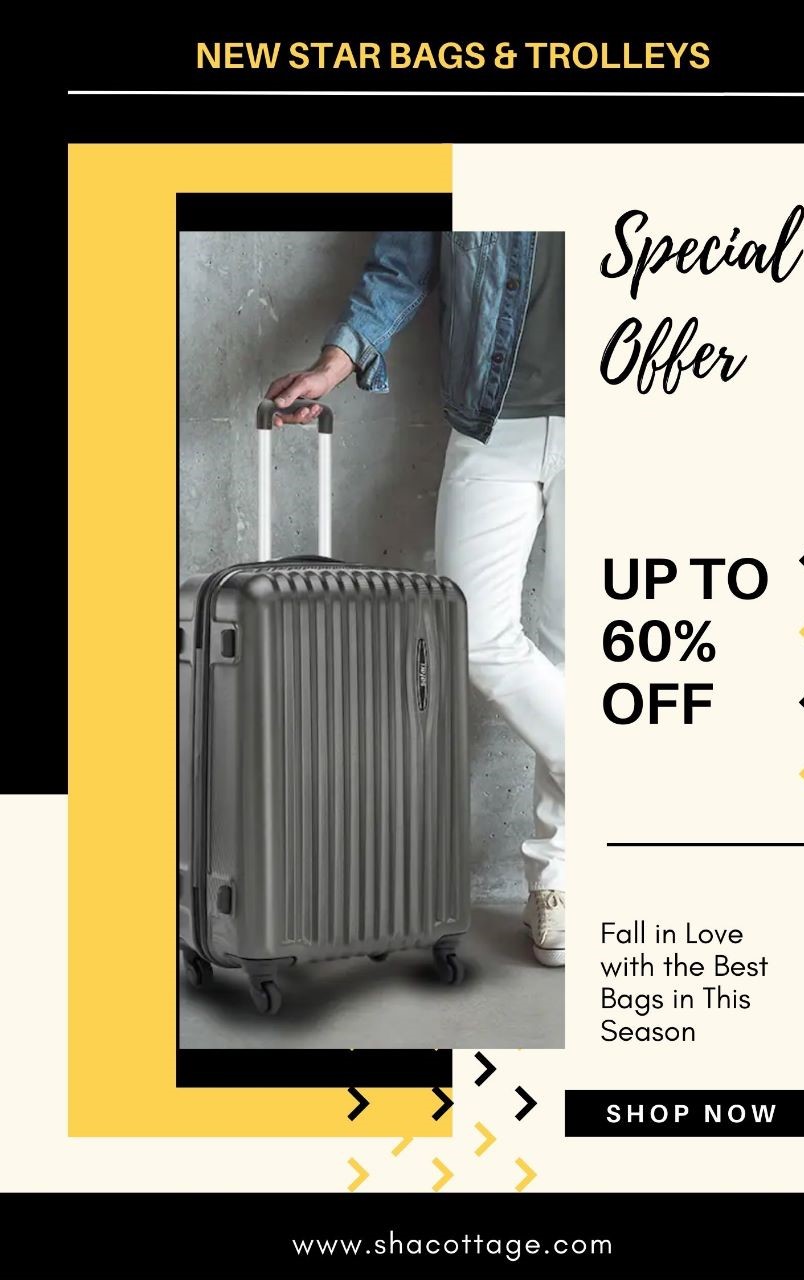 NEW STAR BAGS & TROLLEYS
Special
Offer
UP TO
60%
OFF
Fall in Love
with the Best
Bags in This
Season
SHOP NOW
www.shacottage.com